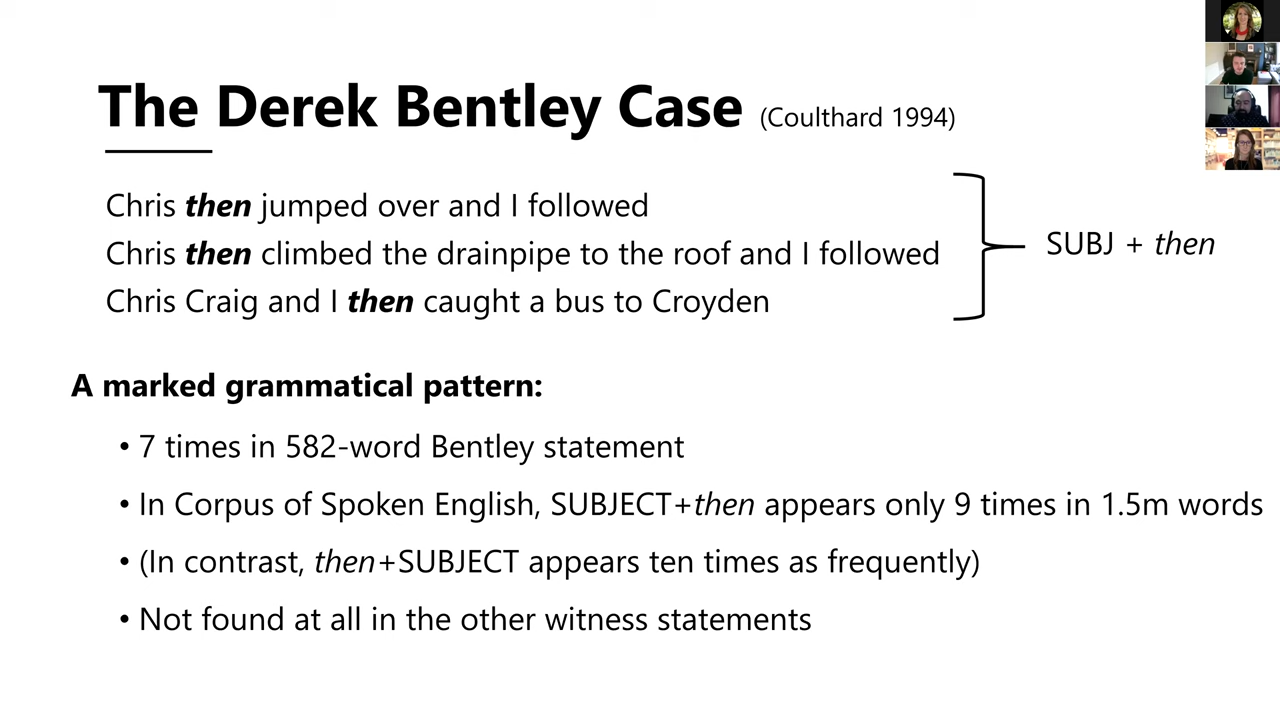 The Derek Bentley Case (Coulthard 1994)
Chris then jumped over and I followed
Chris then climbed the drainpipe to the roof and I followed
Chris Craig and I then caught a bus to Croyden
SUBJ + then
A marked grammatical pattern:
• 7 times in 582-word Bentley statement
• In Corpus of Spoken English, SUBJECT+then appears only 9 times in 1.5m words
• (In contrast, then+SUBJECT appears ten times as frequently)
• Not found at all in the other witness statements